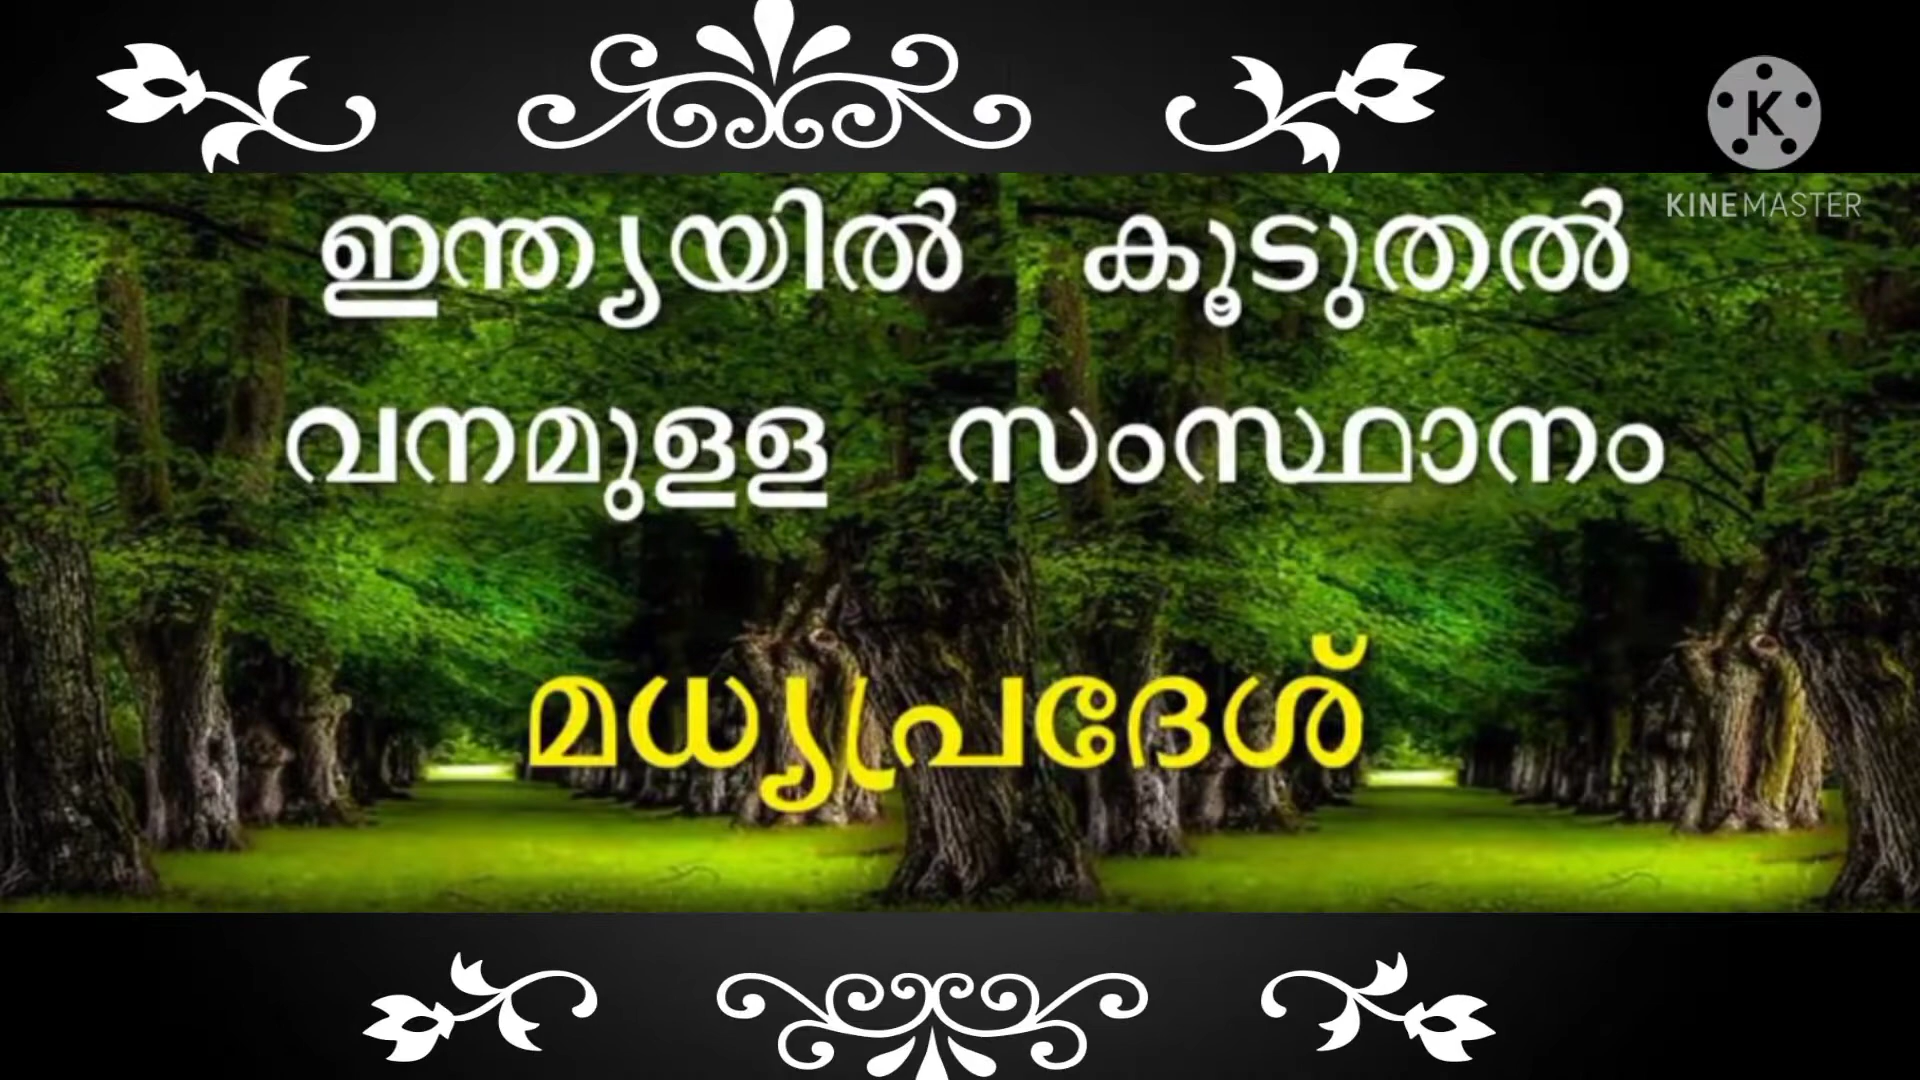 K
KINEMASTER
ഇന്ത്യയിൽ കൂടുതൽ
വനമുള്ള സംസ്ഥാനം
മധ്യപ്രദേശ്